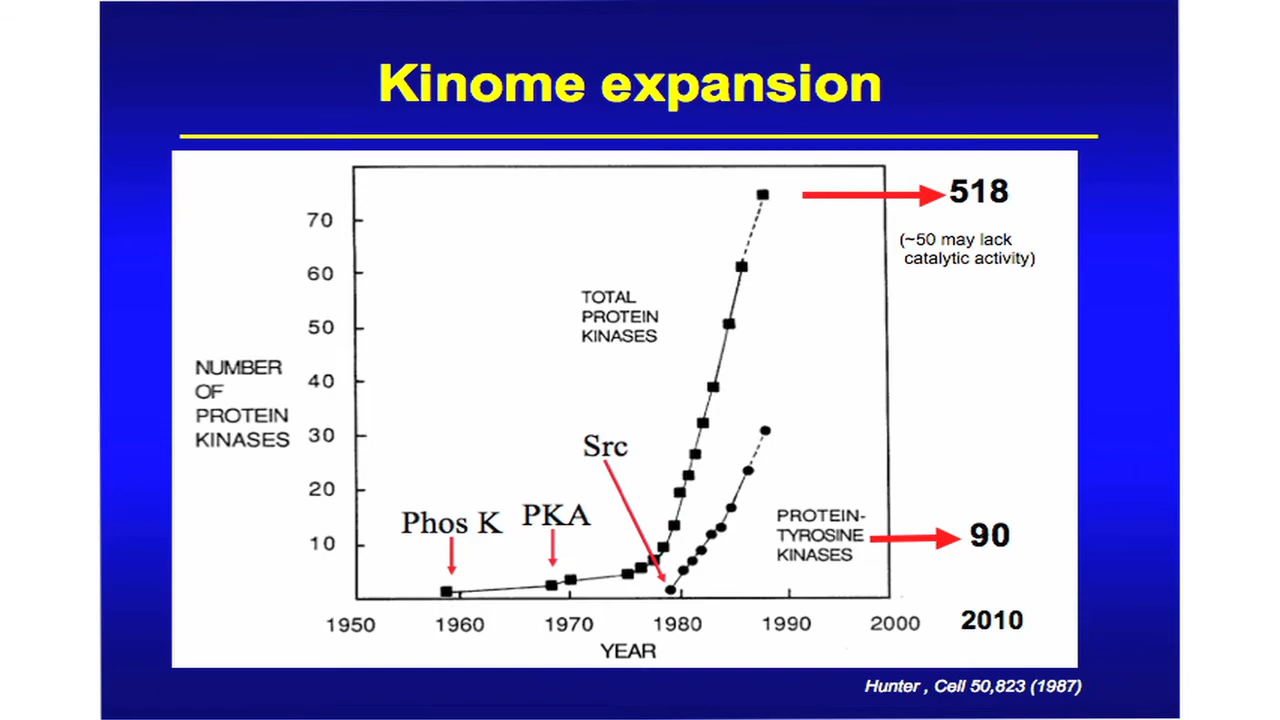 Kinome expansion
70
60
50
40
30
20
10
NUMBER
OF
PROTEIN
KINASES
TOTAL
PROTEIN
KINASES
518
(~50 may lack
catalytic activity)
Src
Phos K
PKA
PROTEIN-
TYROSINE
KINASES
90
1950 1960 1970 1980 1990 2000
2010
YEAR
Hunter , Cell 50,823 (1987)